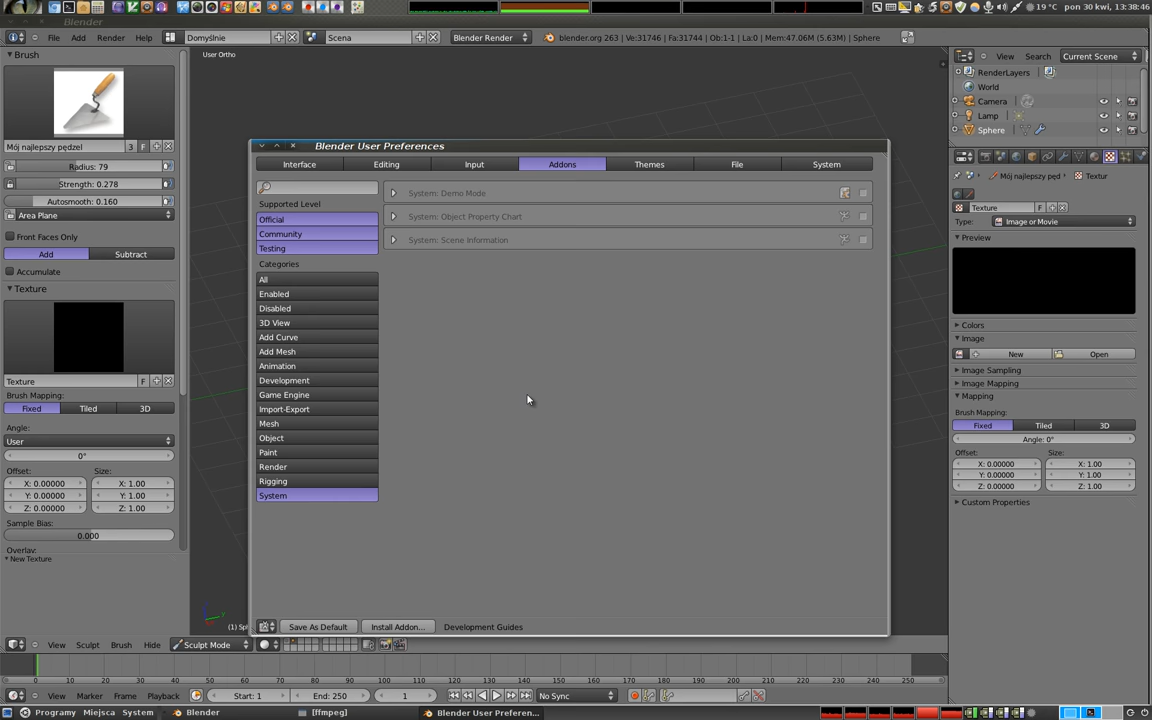 19 °C pon 30 kwi, 13:38:46
Blender
File Add Render Help Domyślnie Scena Blender Render blender.org 263 | Ve:31746 | Fa:31744 | Ob:1-1 | La:0 | Mem:47.06M (5.63M) | Sphere
Brush
Mój najlepszy pędzel 3 F
Radius: 79
Strength: 0.278
Autosmooth: 0.160
Area Plane
Front Faces Only
Add Subtract
Accumulate
Texture
Texture F
Brush Mapping:
Fixed Tiled 3D
Angle:
User
0°
Offset: Size:
X: 0.00000 X: 1.00
Y: 0.00000 Y: 1.00
Z: 0.00000 Z: 1.00
Sample Bias:
0.000
Overlay:
* New Texture
User Ortho
Blender User Preferences
Interface Editing Input Addons Themes File System
Supported Level
Official
Community
Testing
Categories
All
Enabled
Disabled
3D View
Add Curve
Add Mesh
Animation
Development
Game Engine
Import-Export
Mesh
Object
Paint
Render
Rigging
System
System: Demo Mode
System: Object Property Chart
System: Scene Information
Save As Default Install Addon... Development Guides
(1) Sph
View Search Current Scene
RenderLayers
World
Camera
Lamp
Sphere
Mój najlepszy pęd Textur
Texture F
Type: Image or Movie
Preview
Colors
Image
New Open
Image Sampling
Image Mapping
Mapping
Brush Mapping:
Fixed Tiled 3D
Angle: 0°
Offset: Size:
X: 0.00000 X: 1.00
Y: 0.00000 Y: 1.00
Z: 0.00000 Z: 1.00
Custom Properties
View Sculpt Brush Hide Sculpt Mode
0 10 20 30 40 50 60 70 80 90 100 110 120 130 140 150 160 170 180 190 200 210 220 230 240 250
View Marker Frame Playback Start: 1 End: 250 1 No Sync
Programy Miejsca System Blender [ffmpeg] Blender User Preferen...